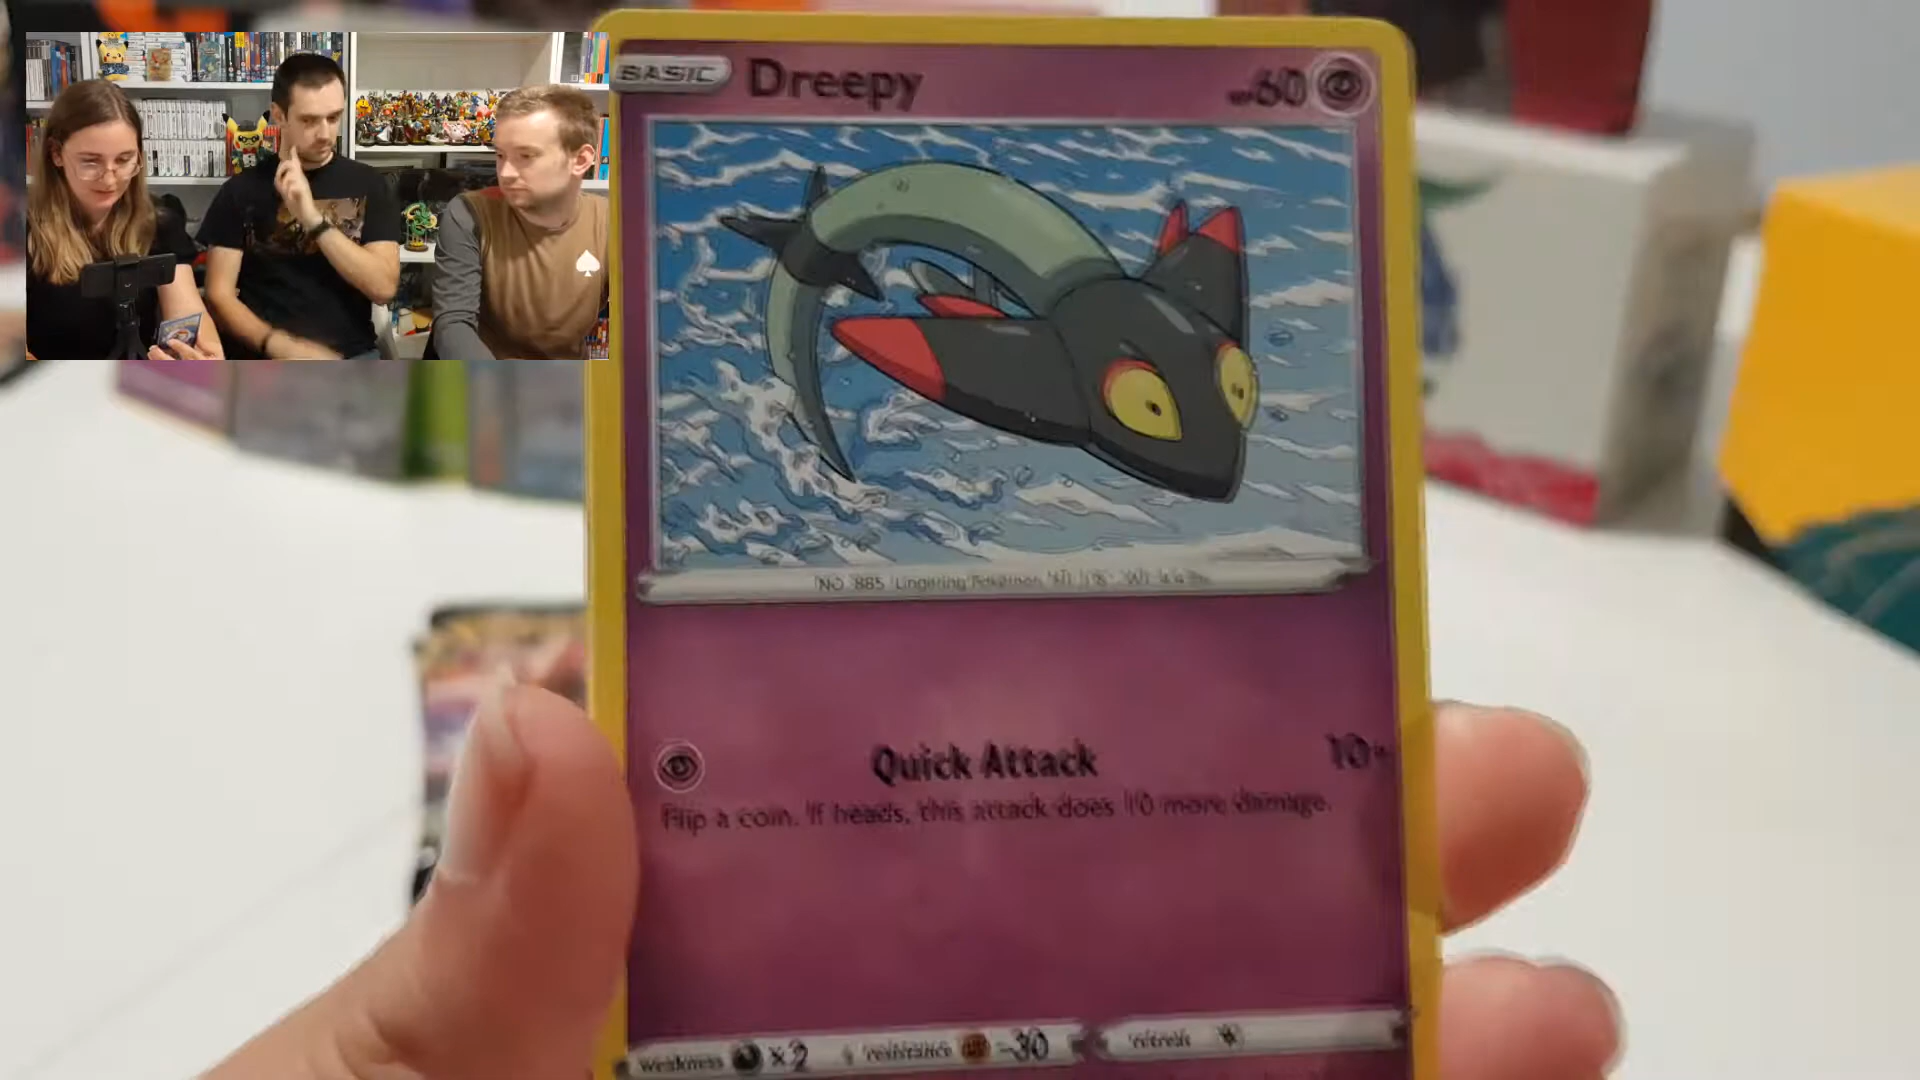 BASIC Dreepy 60
NO. 885 Lingering Pokémon
Quick Attack 10+
Flip a coin. If heads, this attack does 10 more damage.
weakness ×2 resistance -30 retreat